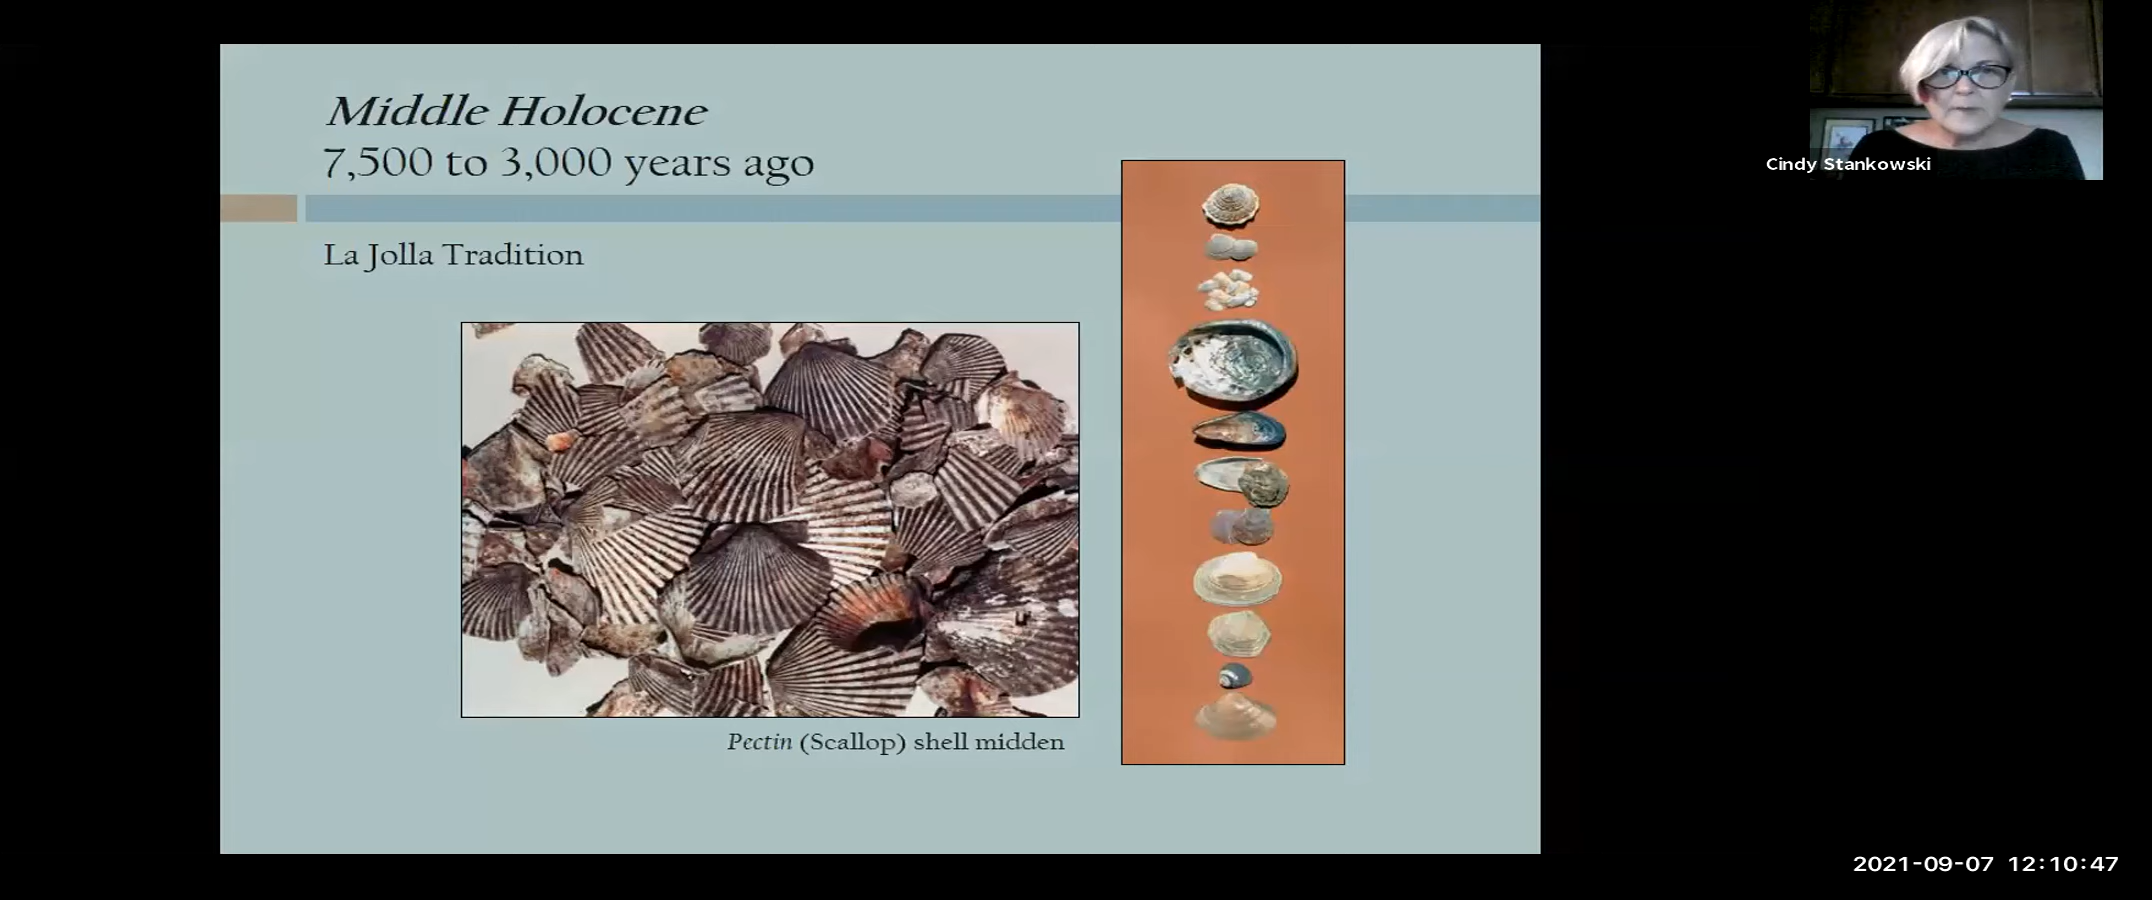 Middle Holocene
7,500 to 3,000 years ago
La Jolla Tradition
Pectin (Scallop) shell midden
Cindy Stankowski
2021-09-07 12:10:47